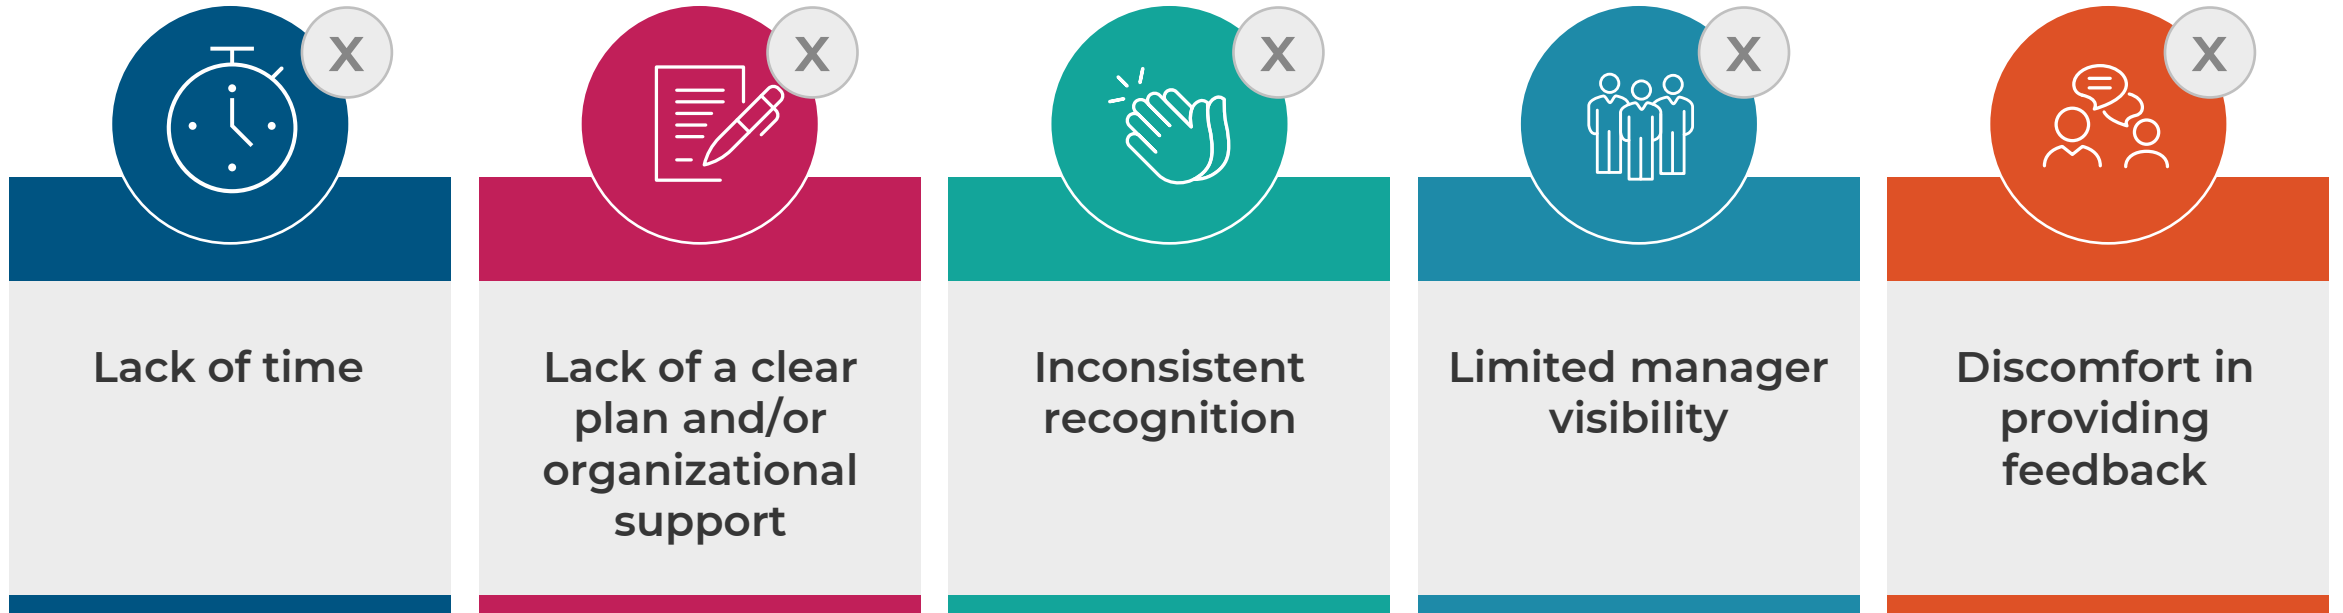 X
X
X
X
X
Lack of time
Lack of a clear
plan and/or
organizational
support
Inconsistent
recognition
Limited manager
visibility
Discomfort in
providing
feedback